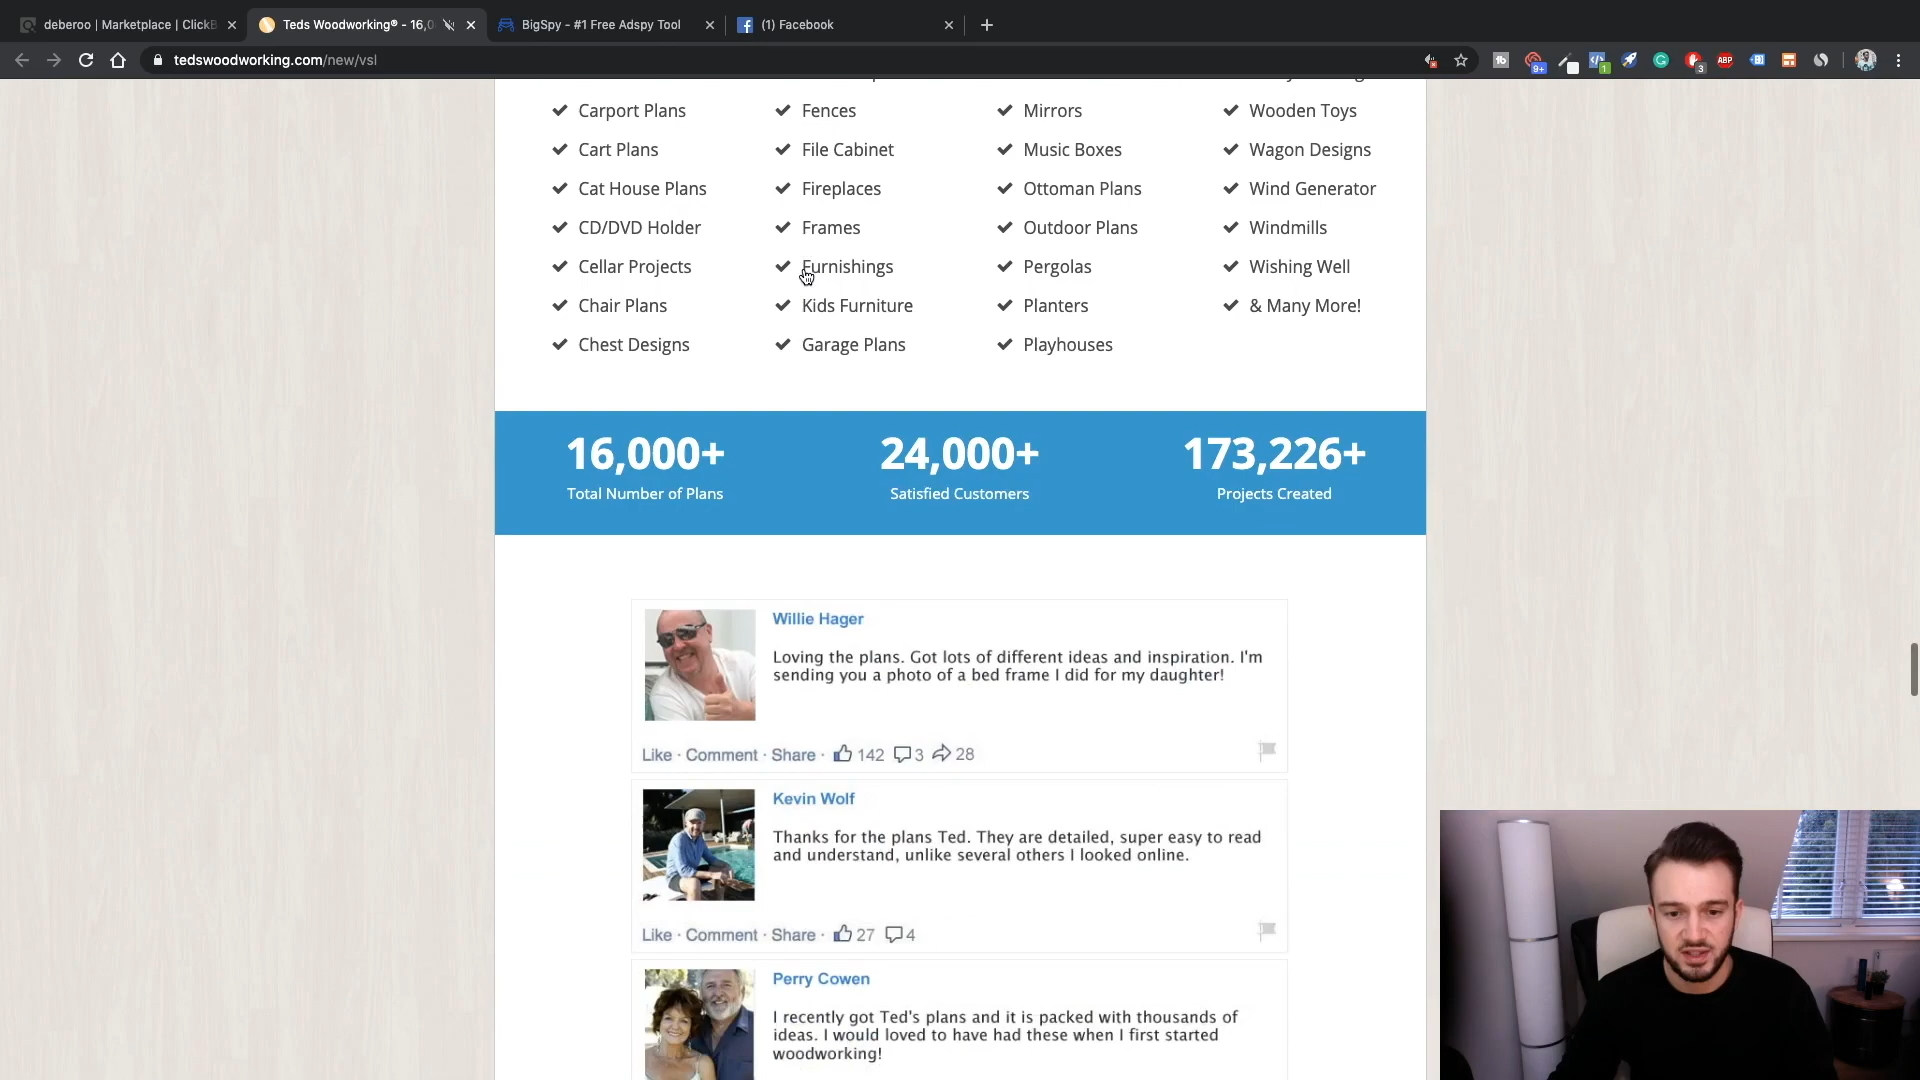 deberoo | Marketplace | ClickB
Teds Woodworking® - 16,0
BigSpy - #1 Free Adspy Tool
(1) Facebook
tedswoodworking.com/new/vsl
Carport Plans
Fences
Mirrors
Wooden Toys
Cart Plans
File Cabinet
Music Boxes
Wagon Designs
Cat House Plans
Fireplaces
Ottoman Plans
Wind Generator
CD/DVD Holder
Frames
Outdoor Plans
Windmills
Cellar Projects
Furnishings
Pergolas
Wishing Well
Chair Plans
Kids Furniture
Planters
& Many More!
Chest Designs
Garage Plans
Playhouses
16,000+
Total Number of Plans
24,000+
Satisfied Customers
173,226+
Projects Created
Willie Hager
Loving the plans. Got lots of different ideas and inspiration. I'm
sending you a photo of a bed frame I did for my daughter!
Like · Comment · Share · 142 3 28
Kevin Wolf
Thanks for the plans Ted. They are detailed, super easy to read
and understand, unlike several others I looked online.
Like · Comment · Share · 27 4
Perry Cowen
I recently got Ted's plans and it is packed with thousands of
ideas. I would loved to have had these when I first started
woodworking!